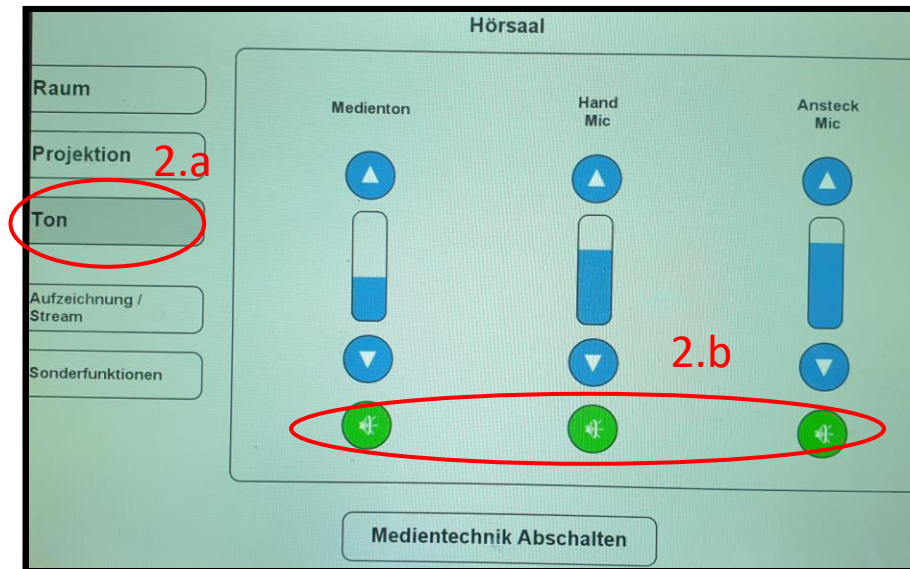 Hörsaal
Raum
Projektion
2.a
Ton
Aufzeichnung /
Stream
Sonderfunktionen
Medienton
Hand
Mic
Ansteck
Mic
2.b
Medientechnik Abschalten